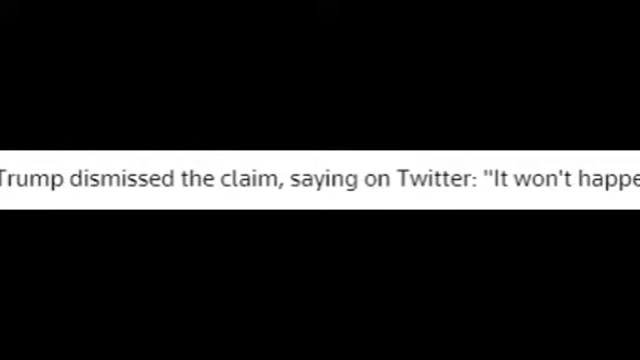 Trump dismissed the claim, saying on Twitter: "It won't happe